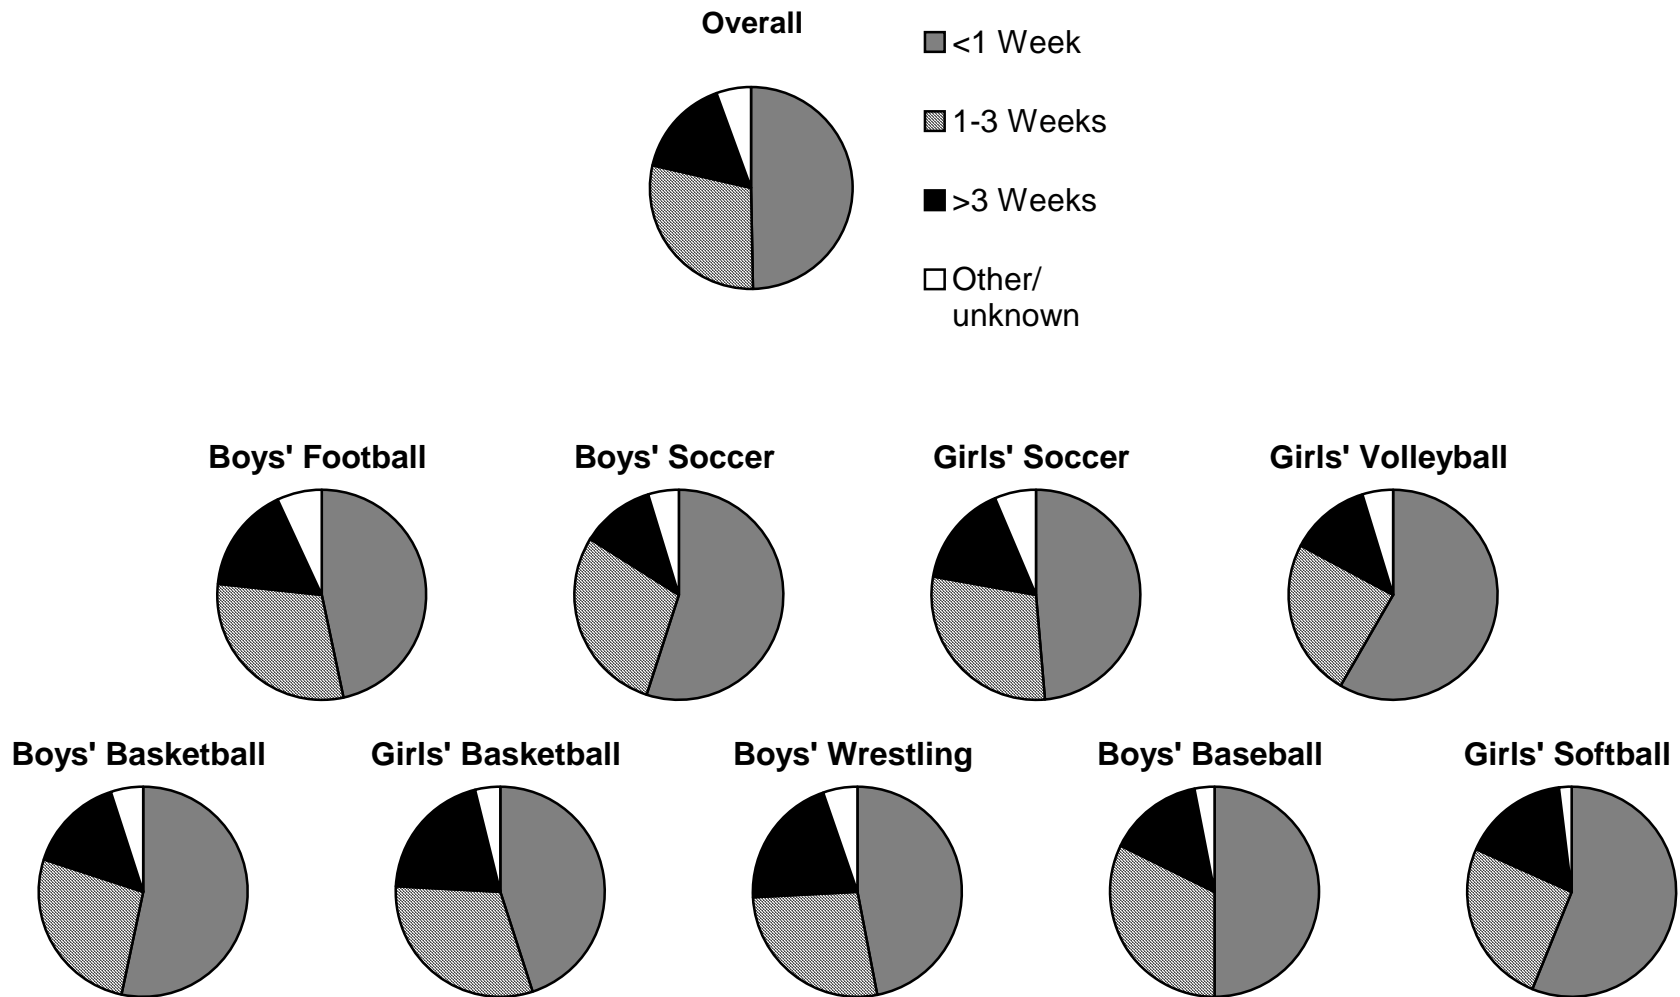 Overall
<1 Week
1-3 Weeks
>3 Weeks
Other/
unknown
Boys' Football
Boys' Soccer
Girls' Soccer
Girls' Volleyball
Boys' Basketball
Girls' Basketball
Boys' Wrestling
Boys' Baseball
Girls' Softball